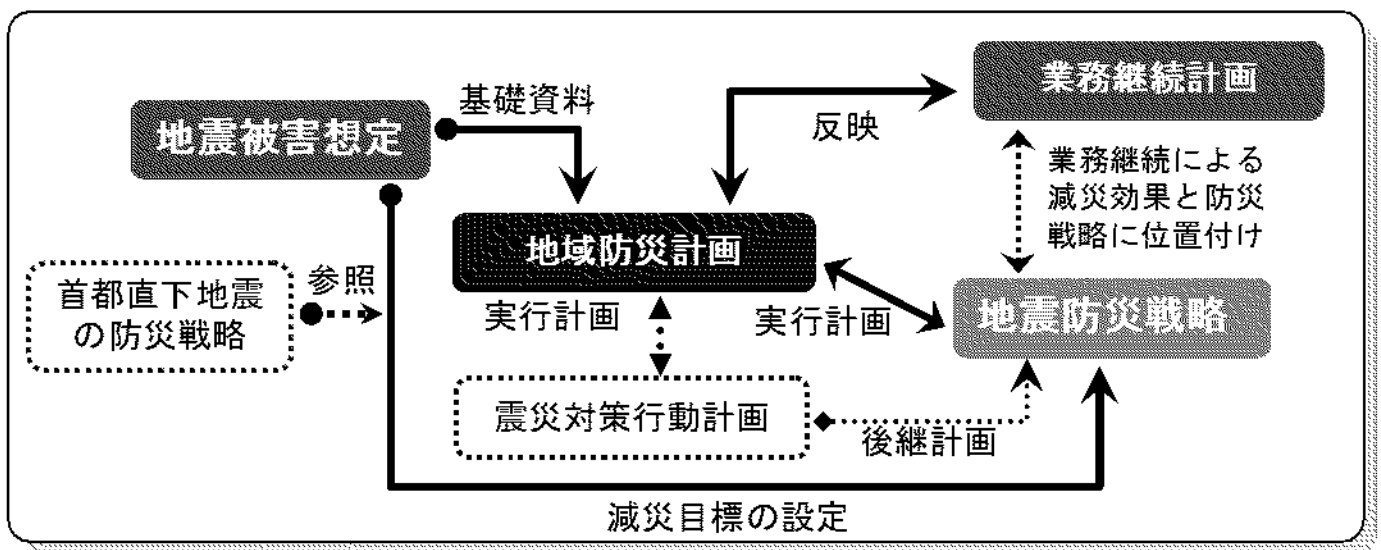 業務継続計画
基礎資料
地震被害想定
反映
業務継続による
減災効果と防災
戦略に位置付け
地域防災計画
首都直下地震
の防災戦略
参照
実行計画
実行計画
地震防災戦略
震災対策行動計画
後継計画
減災目標の設定